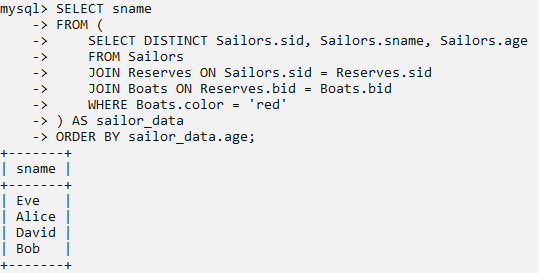 mysql> SELECT sname
    -> FROM (
    ->     SELECT DISTINCT Sailors.sid, Sailors.sname, Sailors.age
    ->     FROM Sailors
    ->     JOIN Reserves ON Sailors.sid = Reserves.sid
    ->     JOIN Boats ON Reserves.bid = Boats.bid
    ->     WHERE Boats.color = 'red'
    -> ) AS sailor_data
    -> ORDER BY sailor_data.age;
+-------+
| sname |
+-------+
| Eve   |
| Alice |
| David |
| Bob   |
+-------+